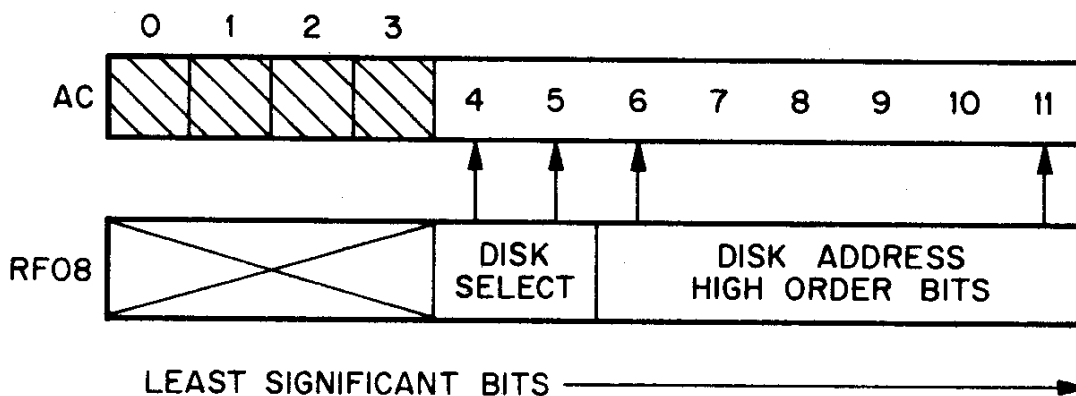 0 1 2 3
AC 4 5 6 7 8 9 10 11
RF08 DISK SELECT DISK ADDRESS HIGH ORDER BITS
LEAST SIGNIFICANT BITS